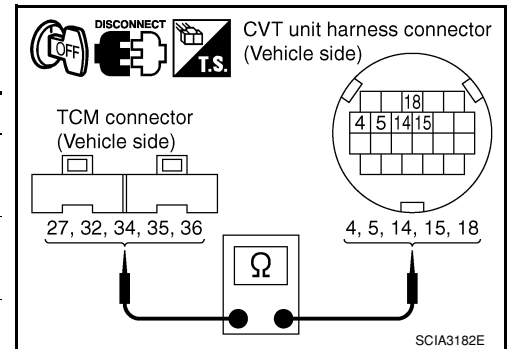 OFF
DISCONNECT
T.S.
CVT unit harness connector
(Vehicle side)
18
4 5 14 15
TCM connector
(Vehicle side)
27, 32, 34, 35, 36
4, 5, 14, 15, 18
Ω
SCIA3182E